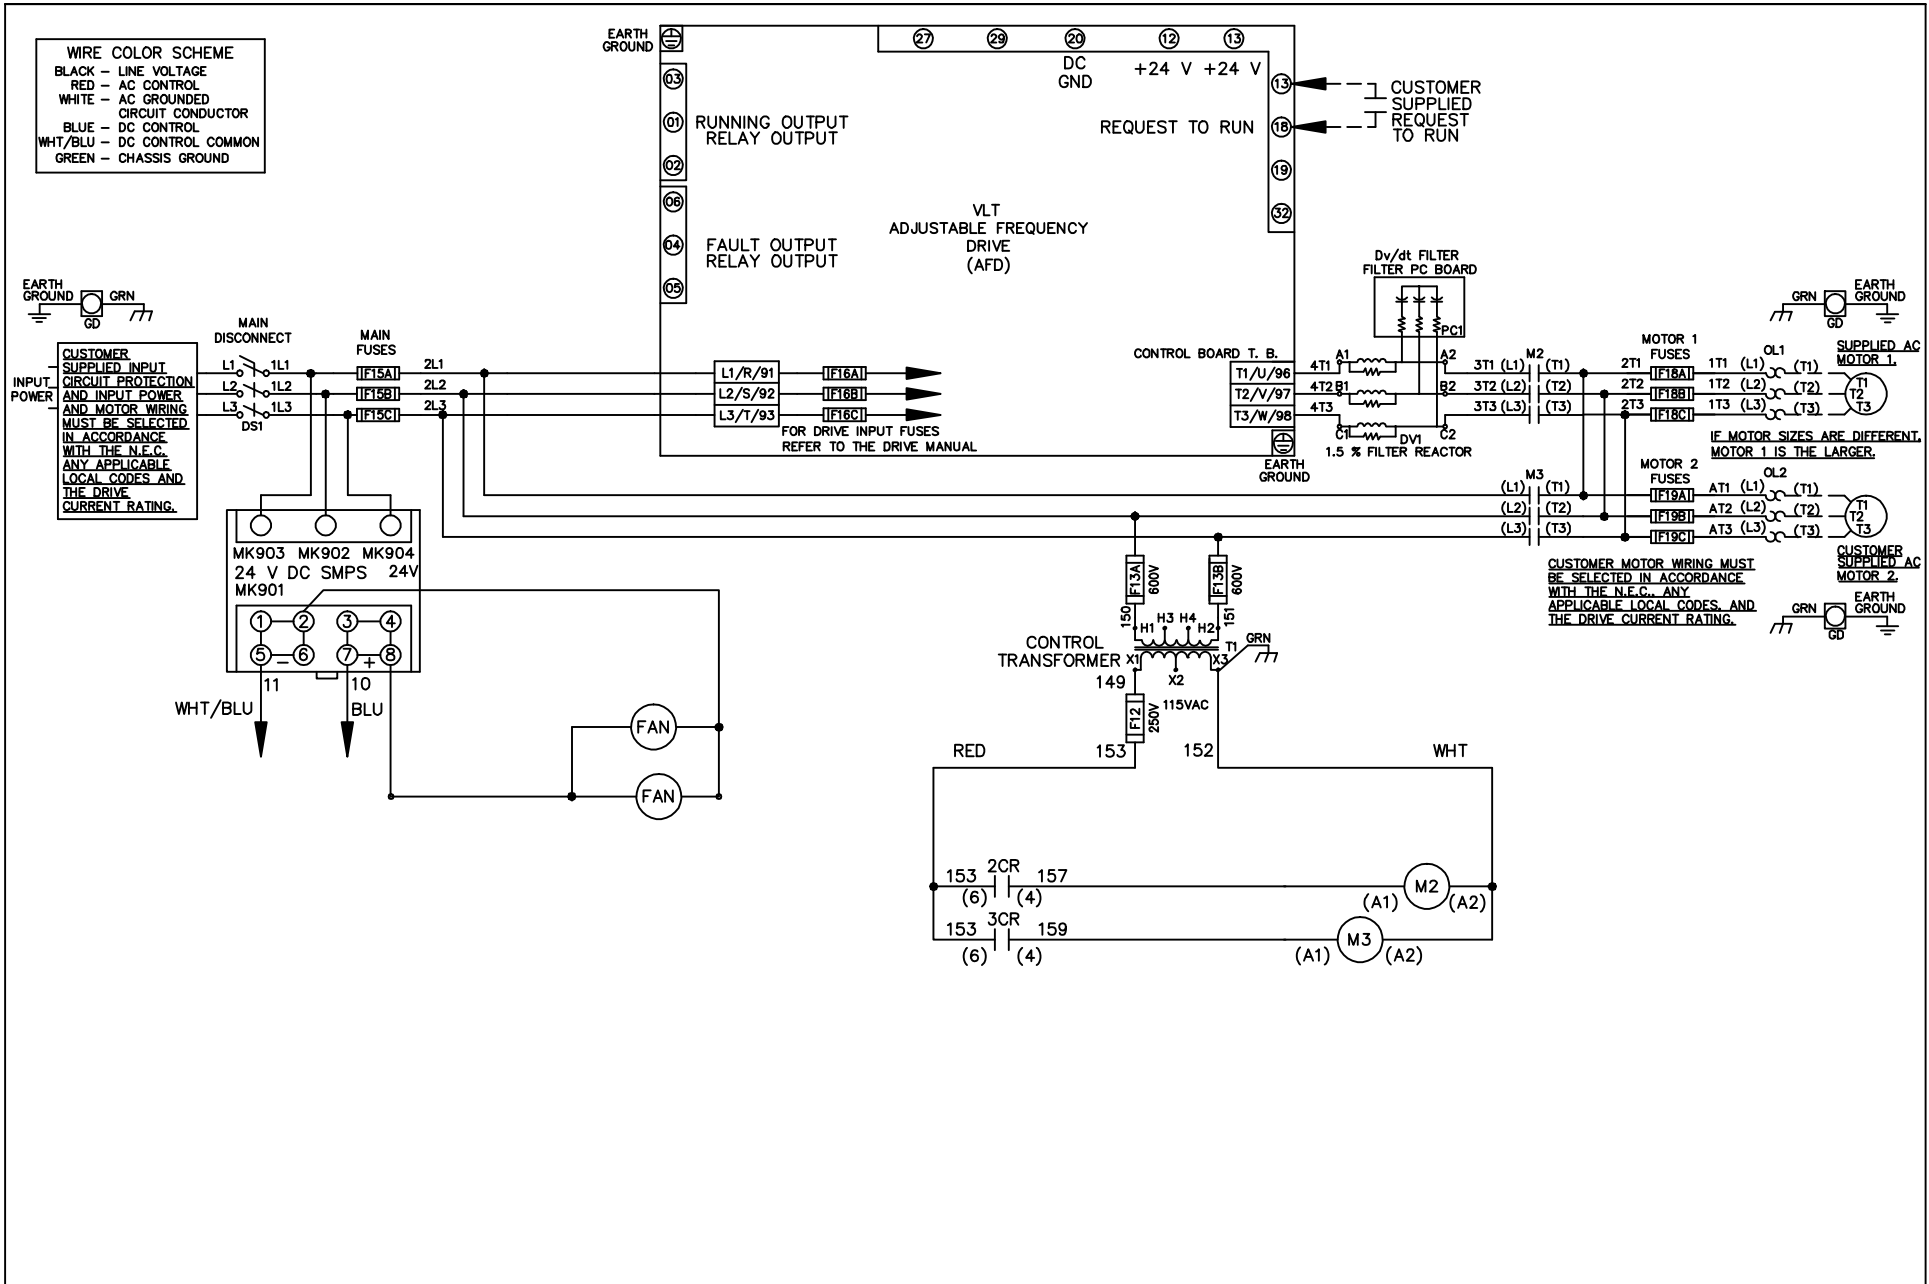 WIRE COLOR SCHEME
BLACK – LINE VOLTAGE
RED – AC CONTROL
WHITE – AC GROUNDED
CIRCUIT CONDUCTOR
BLUE – DC CONTROL
WHT/BLU – DC CONTROL COMMON
GREEN – CHASSIS GROUND
EARTH
GROUND
27 29 20 12 13
DC
GND
+24 V +24 V
03
01
02
RUNNING OUTPUT
RELAY OUTPUT
06
04
05
FAULT OUTPUT
RELAY OUTPUT
REQUEST TO RUN
13
18
19
32
CUSTOMER
SUPPLIED
REQUEST
TO RUN
VLT
ADJUSTABLE FREQUENCY
DRIVE
(AFD)
EARTH
GROUND
GRN
GD
INPUT
POWER
CUSTOMER
SUPPLIED INPUT
CIRCUIT PROTECTION
AND INPUT POWER
AND MOTOR WIRING
MUST BE SELECTED
IN ACCORDANCE
WITH THE N.E.C.
ANY APPLICABLE
LOCAL CODES AND
THE DRIVE
CURRENT RATING.
MAIN
DISCONNECT
L1 1L1
L2 1L2
L3 1L3
DS1
MAIN
FUSES
F15A 2L1
F15B 2L2
F15C 2L3
L1/R/91 F16A
L2/S/92 F16B
L3/T/93 F16C
FOR DRIVE INPUT FUSES
REFER TO THE DRIVE MANUAL
CONTROL BOARD T. B.
T1/U/96
T2/V/97
T3/W/98
EARTH
GROUND
Dv/dt FILTER
FILTER PC BOARD
PC1
4T1 A1 A2
4T2 B1 B2
4T3 C1 C2
DV1
1.5 % FILTER REACTOR
M2
3T1 (L1) (T1)
3T2 (L2) (T2)
3T3 (L3) (T3)
MOTOR 1
FUSES
2T1 F18A 1T1 (L1) (T1)
2T2 F18B 1T2 (L2) (T2)
2T3 F18C 1T3 (L3) (T3)
OL1
GRN
EARTH
GROUND
GD
SUPPLIED AC
MOTOR 1.
T1
T2
T3
IF MOTOR SIZES ARE DIFFERENT,
MOTOR 1 IS THE LARGER.
M3
(L1) (T1)
(L2) (T2)
(L3) (T3)
MOTOR 2
FUSES
F19A AT1 (L1) (T1)
F19B AT2 (L2) (T2)
F19C AT3 (L3) (T3)
OL2
T1
T2
T3
CUSTOMER
SUPPLIED AC
MOTOR 2.
CUSTOMER MOTOR WIRING MUST
BE SELECTED IN ACCORDANCE
WITH THE N.E.C., ANY
APPLICABLE LOCAL CODES, AND
THE DRIVE CURRENT RATING.
GRN
EARTH
GROUND
GD
MK903 MK902 MK904
24 V DC SMPS 24V
MK901
1 2 3 4
5 – 6 7 + 8
11 10
WHT/BLU BLU
FAN
FAN
F13A 600V
F13B 600V
150 151
H1 H3 H4 H2
CONTROL
TRANSFORMER
T1
GRN
X1 X2 X3
149
F12 250V
115VAC
RED 153 152 WHT
153 2CR 157
(6) (4)
M2
(A1) (A2)
153 3CR 159
(6) (4)
M3
(A1) (A2)